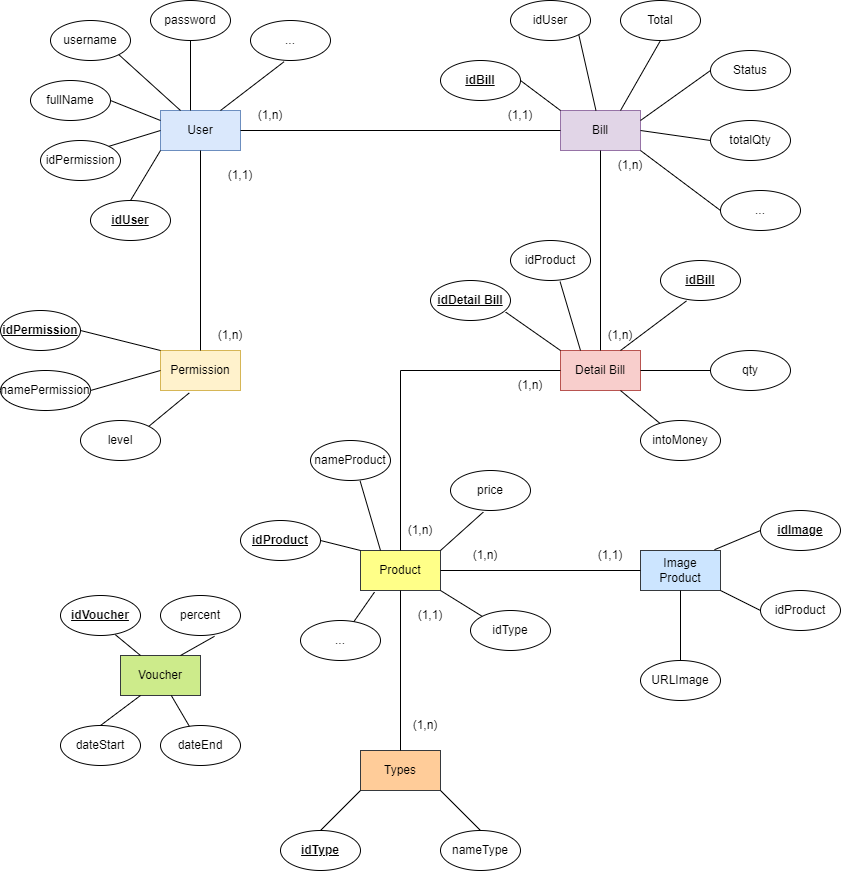 password
idUser
Total
username
...
Status
idBill
fullName
(1,n)
(1,1)
User
Bill
totalQty
idPermission
(1,1)
(1,n)
idUser
...
idProduct
idBill
idDetail Bill
idPermission
(1,n)
(1,n)
Permission
Detail Bill
qty
namePermission
(1,n)
level
intoMoney
nameProduct
price
idProduct
(1,n)
idImage
(1,n)
(1,1)
Product
Image
Product
idVoucher
percent
(1,1)
idProduct
...
idType
Voucher
URLImage
dateStart
dateEnd
(1,n)
Types
idType
nameType